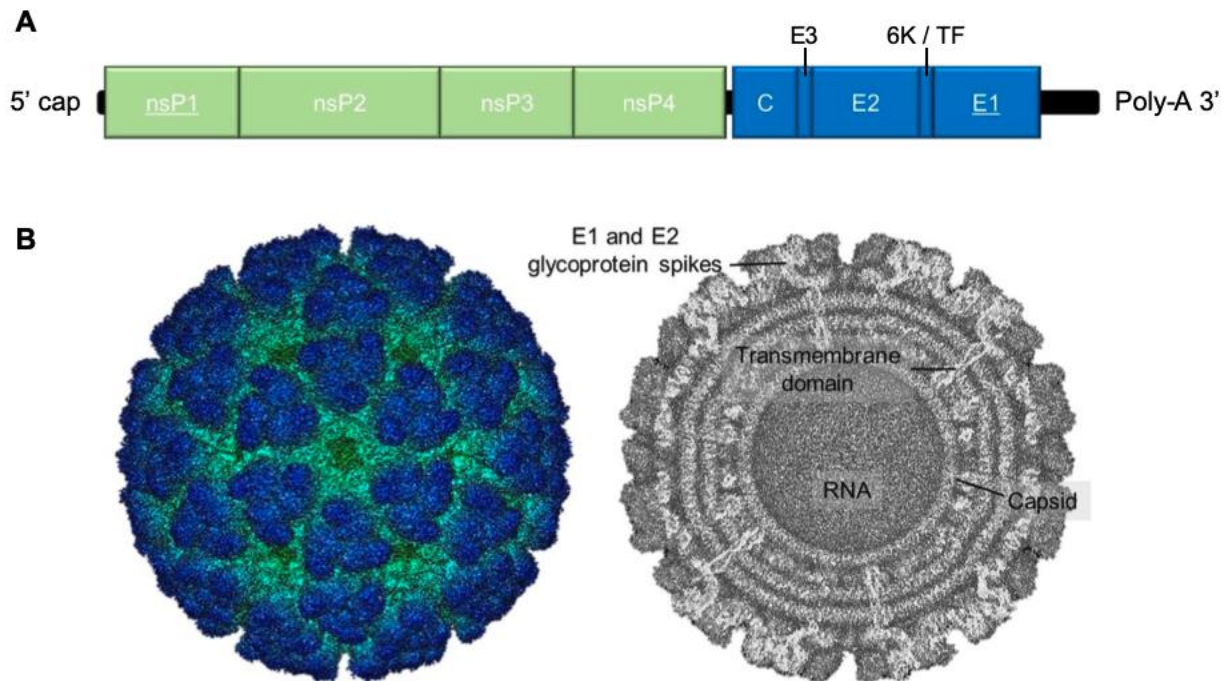 A
E3
6K / TF
5’ cap
nsP1
nsP2
nsP3
nsP4
C
E2
E1
Poly-A 3’
B
E1 and E2
glycoprotein spikes
Transmembrane
domain
RNA
Capsid